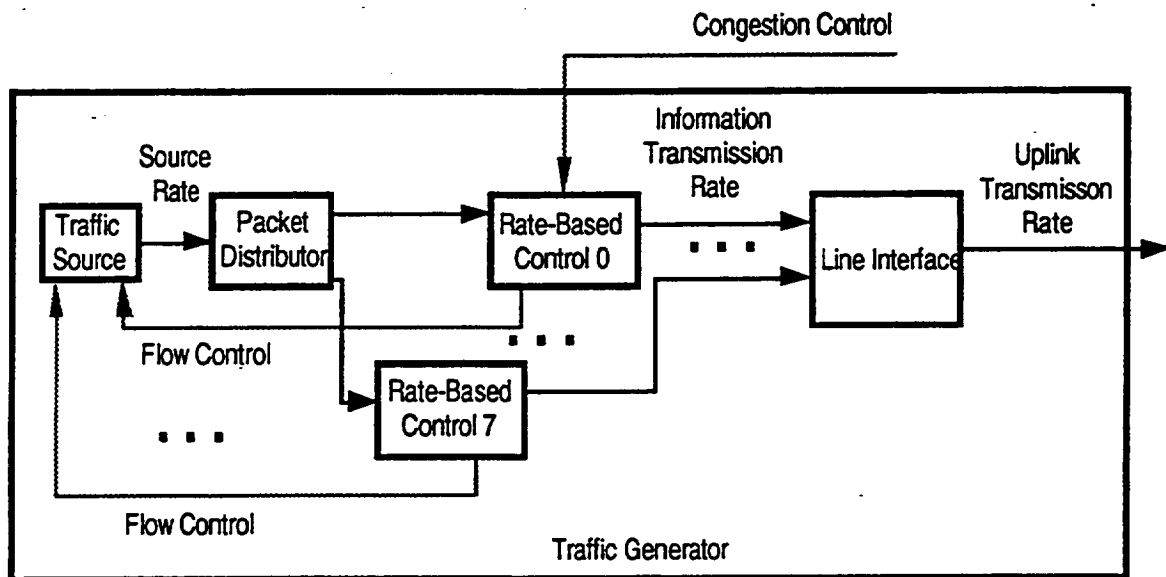 Congestion Control
Information
Transmission
Rate
Source
Rate
Uplink
Transmisson
Rate
Traffic
Source
Packet
Distributor
Rate-Based
Control 0
Line Interface
Flow Control
Rate-Based
Control 7
Flow Control
Traffic Generator